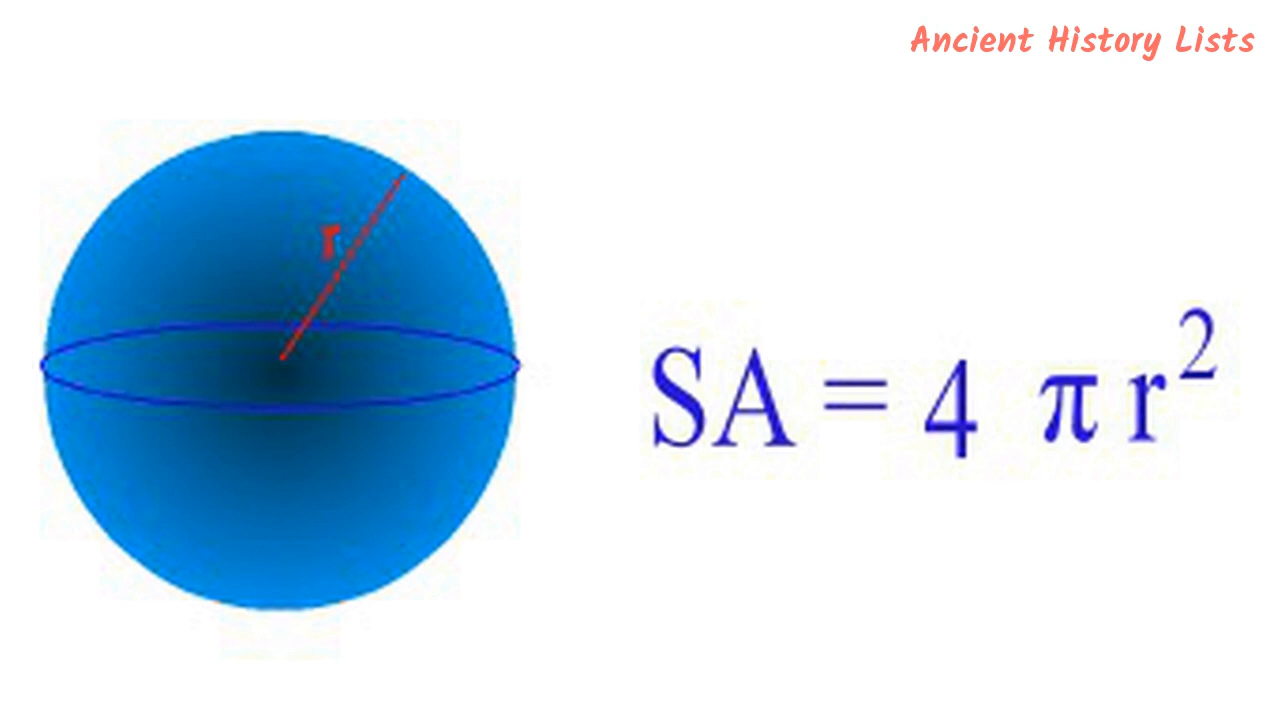 Ancient History Lists
r
SA = 4 π r²